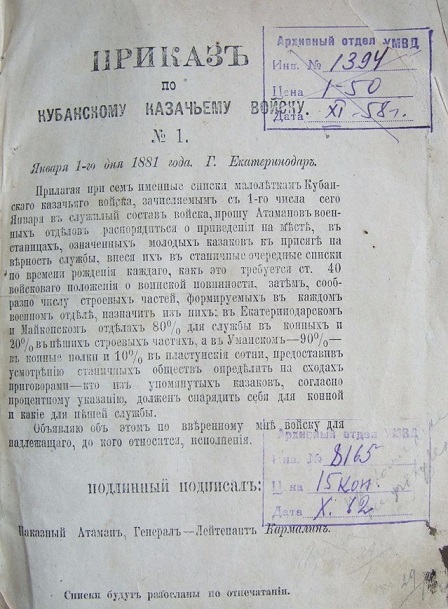 ПРИКАЗЪ
ПО
КУБАНСКОМУ КАЗАЧЬЕМУ ВОЙСКУ.
№ 1.
Архивный отдел УМВД
Инв. № 1394
Цена 1-50
Дата XI-58г.
Января 1-го дня 1881 года. Г. Екатеринодаръ.
Прилагая при семъ именные списки малолѣткамъ Кубан-
скаго казачьяго войска, зачисляемымъ съ 1-го числа сего
Января въ служилый составъ войска, прошу Атамановъ воен-
ныхъ отдѣловъ распорядиться о приведеніи на мѣстѣ, въ
станицахъ, означенныхъ молодыхъ казаковъ къ присягѣ на
вѣрность службы, внеся ихъ въ станичные очередные списки
по времени рожденія каждаго, какъ это требуется ст. 40
войсковаго положенія о воинской повинности, затѣмъ, сооб-
разно числу строевыхъ частей, формируемыхъ въ каждомъ
военномъ отдѣлѣ, назначить изъ нихъ: въ Екатеринодарскомъ
и Майкопскомъ отдѣлахъ 80% для службы въ конныхъ и
20% въ пѣшихъ строевыхъ частяхъ, а въ Уманскомъ—90%—
въ конные полки и 10% въ пластунскія сотни, предоставивъ
усмотрѣнію станичныхъ обществъ опредѣлить на сходахъ
приговорами—кто изъ упомянутыхъ казаковъ, согласно
процентному указанію, долженъ снарядить себя для конной
и какіе для пѣшей службы.
Объявляю объ этомъ по ввѣренному мнѣ войску для
надлежащаго, до кого относится, исполненія.
Архивный отдел УМВД
Инв. № 8165
Цена 15 коп.
Дата X. 62
ПОДЛИННЫЙ ПОДПИСАЛЪ:
Наказный Атаманъ, Генералъ—Лейтенантъ Кармалинъ.
Списки будутъ разосланы по отпечатаніи.